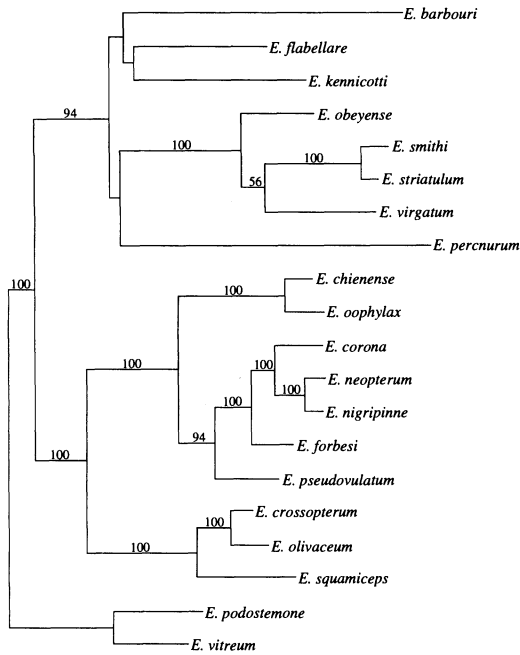 E. barbouri
E. flabellare
E. kennicotti
94
E. obeyense
100
E. smithi
100
E. striatulum
56
E. virgatum
E. percnurum
100
E. chienense
100
E. oophylax
E. corona
100
100
E. neopterum
100
100
E. nigripinne
94
E. forbesi
100
E. pseudovulatum
E. crossopterum
100
100
E. olivaceum
E. squamiceps
E. podostemone
E. vitreum